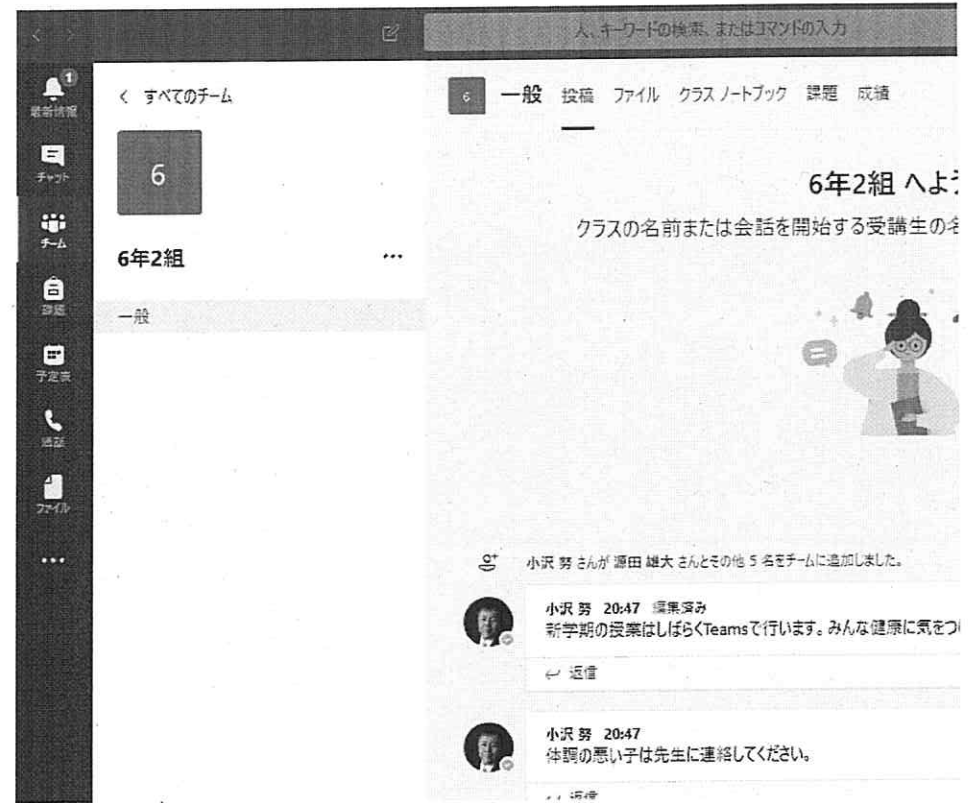 人、キーワードの検索、またはコマンドの入力
1
最新情報
チャット
チーム
課題
予定表
通話
ファイル
< すべてのチーム
6
6年2組
一般
6 一般 投稿 ファイル クラス ノートブック 課題 成績
6年2組 へよう
クラスの名前または会話を開始する受講生の名
小沢 努 さんが 源田 雄大 さんとその他 5 名をチームに追加しました。
小沢 努 20:47 編集済み
新学期の授業はしばらくTeamsで行います。みんな健康に気をつけ
返信
小沢 努 20:47
体調の悪い子は先生に連絡してください。
返信